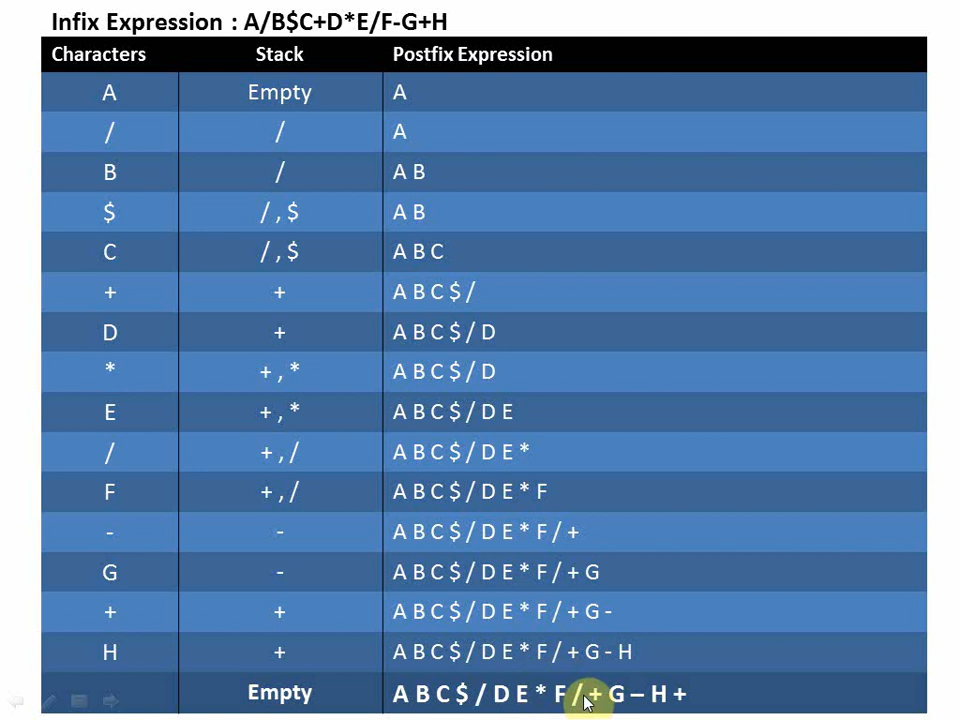 Infix Expression : A/B$C+D*E/F-G+H
Characters Stack Postfix Expression
A Empty A
/ / A
B / A B
$ / , $ A B
C / , $ A B C
+ + A B C $ /
D + A B C $ / D
* + , * A B C $ / D
E + , * A B C $ / D E
/ + , / A B C $ / D E *
F + , / A B C $ / D E * F
- - A B C $ / D E * F / +
G - A B C $ / D E * F / + G
+ + A B C $ / D E * F / + G -
H + A B C $ / D E * F / + G - H
Empty A B C $ / D E * F / + G – H +